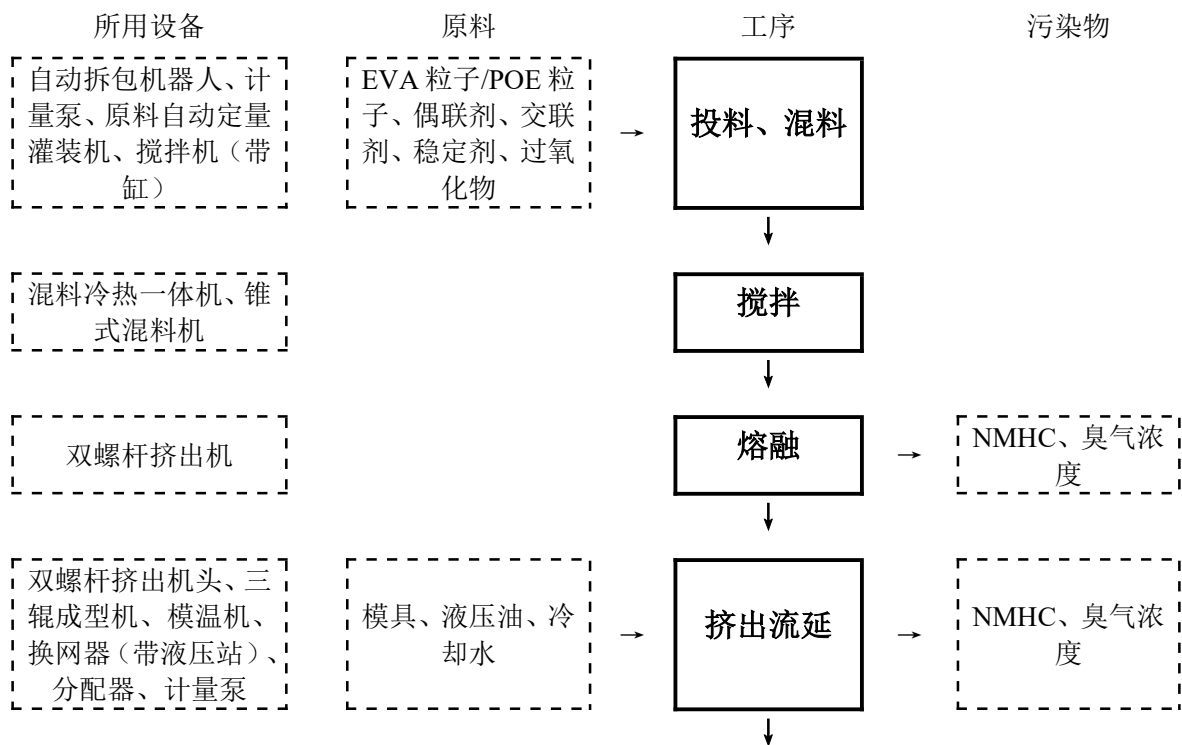 所用设备
原料
工序
污染物
自动拆包机器人、计
量泵、原料自动定量
灌装机、搅拌机（带
缸）
EVA 粒子/POE 粒
子、偶联剂、交联
剂、稳定剂、过氧
化物
→
投料、混料
↓
混料冷热一体机、锥
式混料机
搅拌
↓
双螺杆挤出机
熔融
→
NMHC、臭气浓
度
↓
双螺杆挤出机头、三
辊成型机、模温机、
换网器（带液压站）、
分配器、计量泵
模具、液压油、冷
却水
→
挤出流延
→
NMHC、臭气浓
度
↓